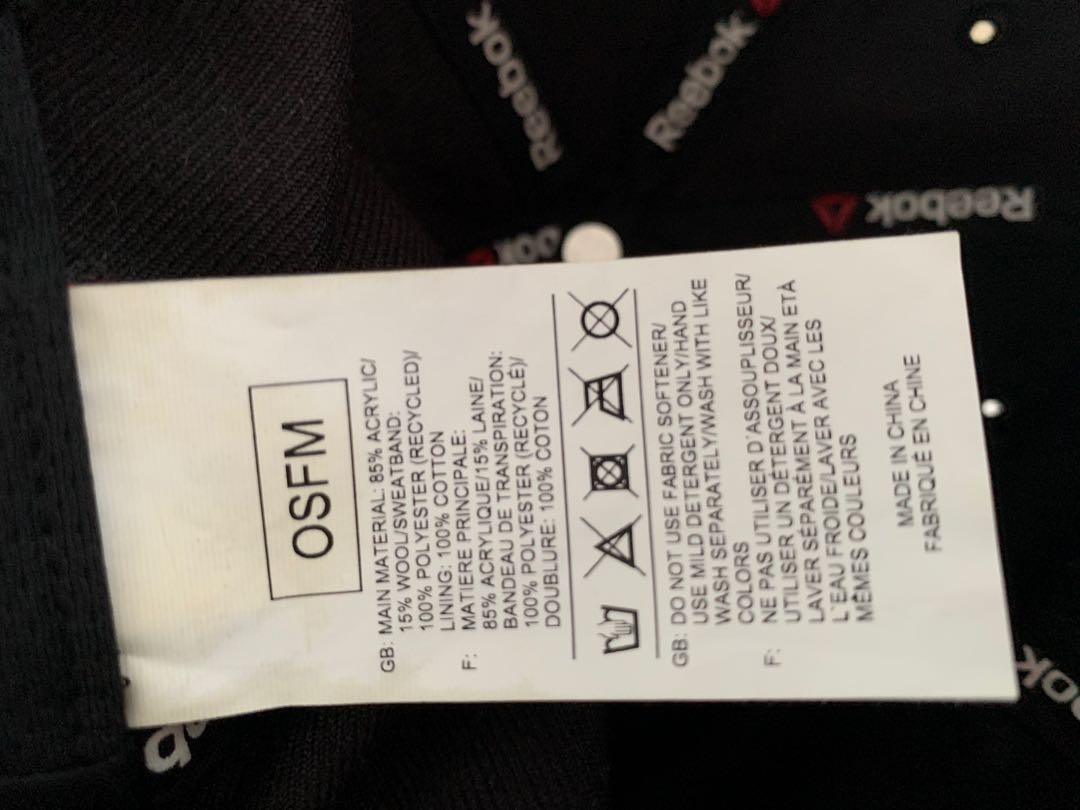 OSFM
GB: MAIN MATERIAL: 85% ACRYLIC/
15% WOOL/SWEATBAND:
100% POLYESTER (RECYCLED)/
LINING: 100% COTTON
F: MATIERE PRINCIPALE:
85% ACRYLIQUE/15% LAINE/
BANDEAU DE TRANSPIRATION:
100% POLYESTER (RECYCLÉ)/
DOUBLURE: 100% COTON
GB: DO NOT USE FABRIC SOFTENER/
USE MILD DETERGENT ONLY/HAND
WASH SEPARATELY/WASH WITH LIKE
COLORS
F: NE PAS UTILISER D'ASSOUPLISSEUR/
UTILISER UN DÉTERGENT DOUX/
LAVER SÉPARÉMENT À LA MAIN ETÀ
L'EAU FROIDE/LAVER AVEC LES
MÊMES COULEURS
MADE IN CHINA
FABRIQUÉ EN CHINE
Reebok
Reebok
Reebok